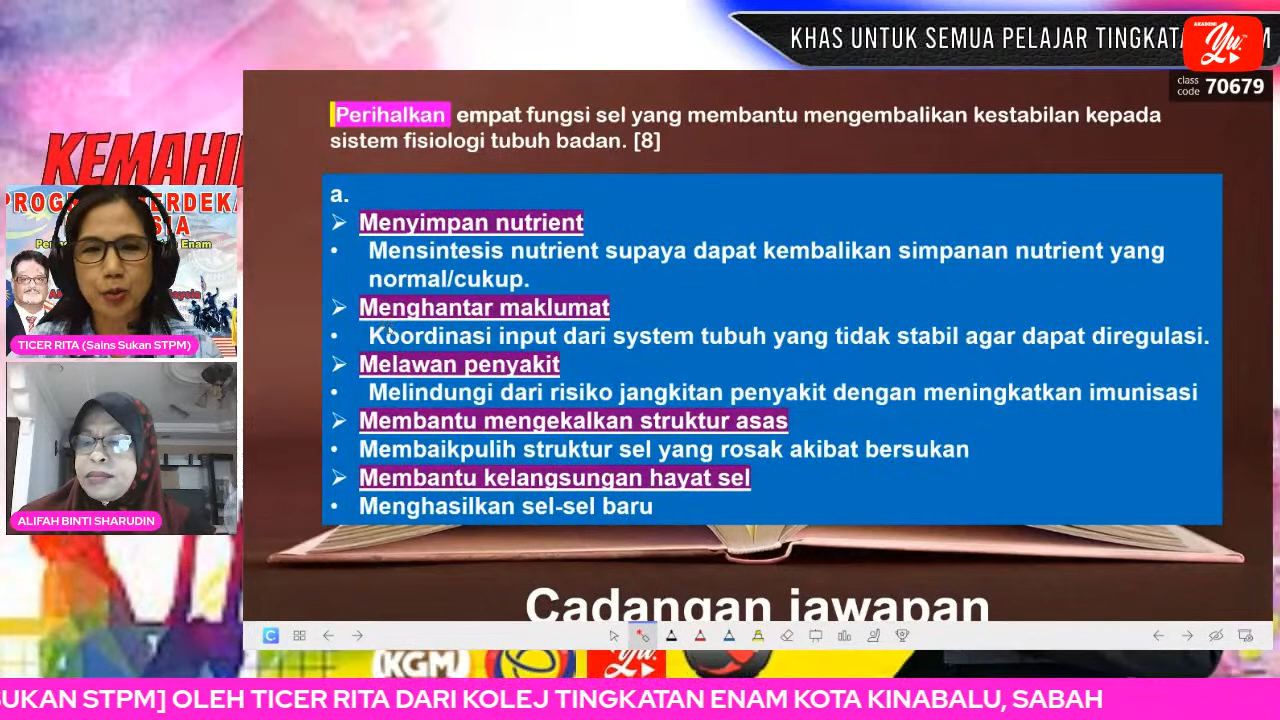 KHAS UNTUK SEMUA PELAJAR
AKADEMI Yu.
class code 70679
KEMAHI
Perihalkan empat fungsi sel yang membantu mengembalikan kestabilan kepada
sistem fisiologi tubuh badan. [8]
a.
➢ Menyimpan nutrient
• Mensintesis nutrient supaya dapat kembalikan simpanan nutrient yang
normal/cukup.
➢ Menghantar maklumat
• Koordinasi input dari system tubuh yang tidak stabil agar dapat diregulasi.
➢ Melawan penyakit
• Melindungi dari risiko jangkitan penyakit dengan meningkatkan imunisasi
➢ Membantu mengekalkan struktur asas
• Membaikpulih struktur sel yang rosak akibat bersukan
➢ Membantu kelangsungan hayat sel
• Menghasilkan sel-sel baru
Cadangan jawapan
TICER RITA (Sains Sukan STPM)
ALIFAH BINTI SHARUDIN
KGM
SUKAN STPM] OLEH TICER RITA DARI KOLEJ TINGKATAN ENAM KOTA KINABALU, SABAH